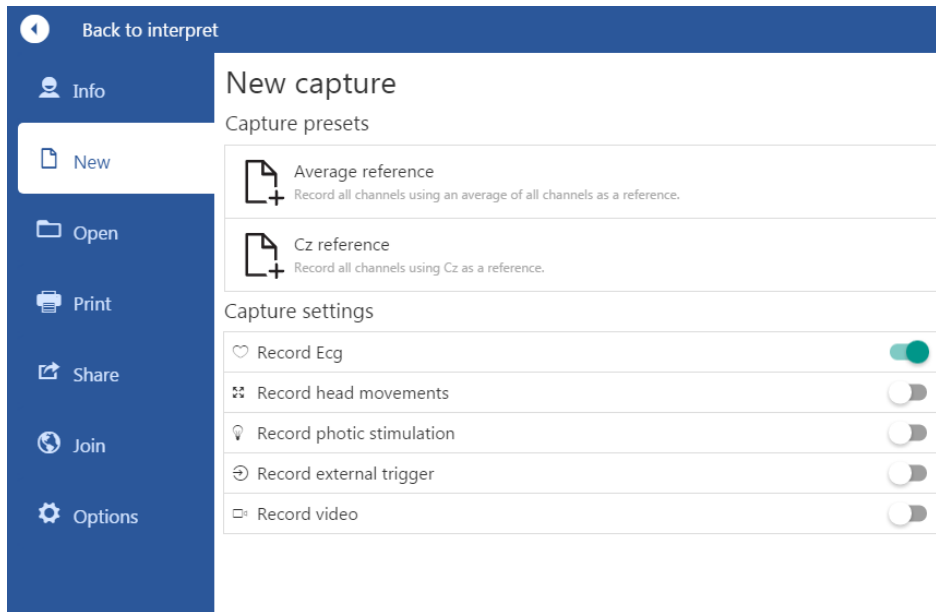 Back to interpret
Info
New
Open
Print
Share
Join
Options
New capture
Capture presets
Average reference
Record all channels using an average of all channels as a reference.
Cz reference
Record all channels using Cz as a reference.
Capture settings
Record Ecg
Record head movements
Record photic stimulation
Record external trigger
Record video